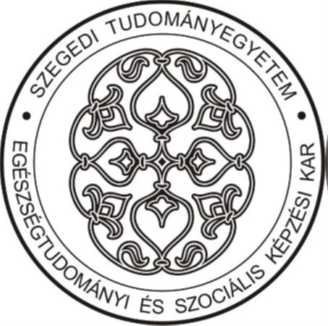 SZEGEDI TUDOMÁNYEGYETEM
EGÉSZSÉGTUDOMÁNYI ÉS SZOCIÁLIS KÉPZÉSI KAR